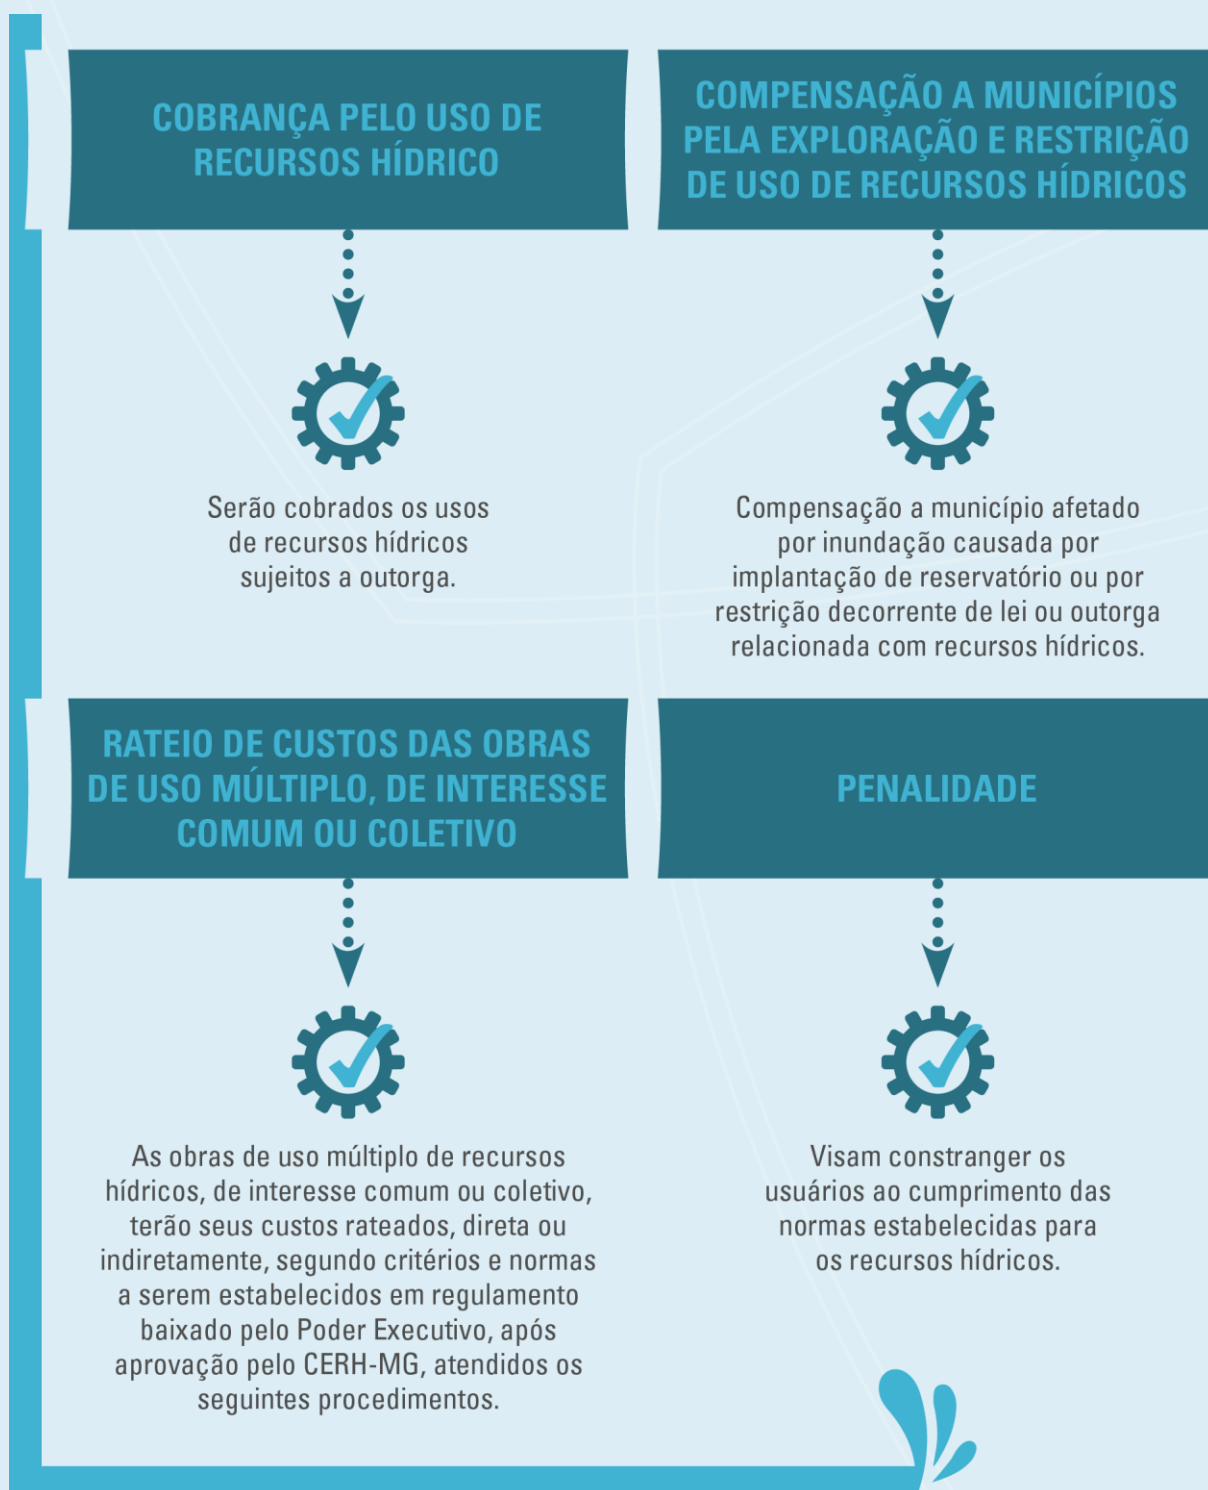 COBRANÇA PELO USO DE
RECURSOS HÍDRICO
Serão cobrados os usos
de recursos hídricos
sujeitos a outorga.
COMPENSAÇÃO A MUNICÍPIOS
PELA EXPLORAÇÃO E RESTRIÇÃO
DE USO DE RECURSOS HÍDRICOS
Compensação a município afetado
por inundação causada por
implantação de reservatório ou por
restrição decorrente de lei ou outorga
relacionada com recursos hídricos.
RATEIO DE CUSTOS DAS OBRAS
DE USO MÚLTIPLO, DE INTERESSE
COMUM OU COLETIVO
As obras de uso múltiplo de recursos
hídricos, de interesse comum ou coletivo,
terão seus custos rateados, direta ou
indiretamente, segundo critérios e normas
a serem estabelecidos em regulamento
baixado pelo Poder Executivo, após
aprovação pelo CERH-MG, atendidos os
seguintes procedimentos.
PENALIDADE
Visam constranger os
usuários ao cumprimento das
normas estabelecidas para
os recursos hídricos.